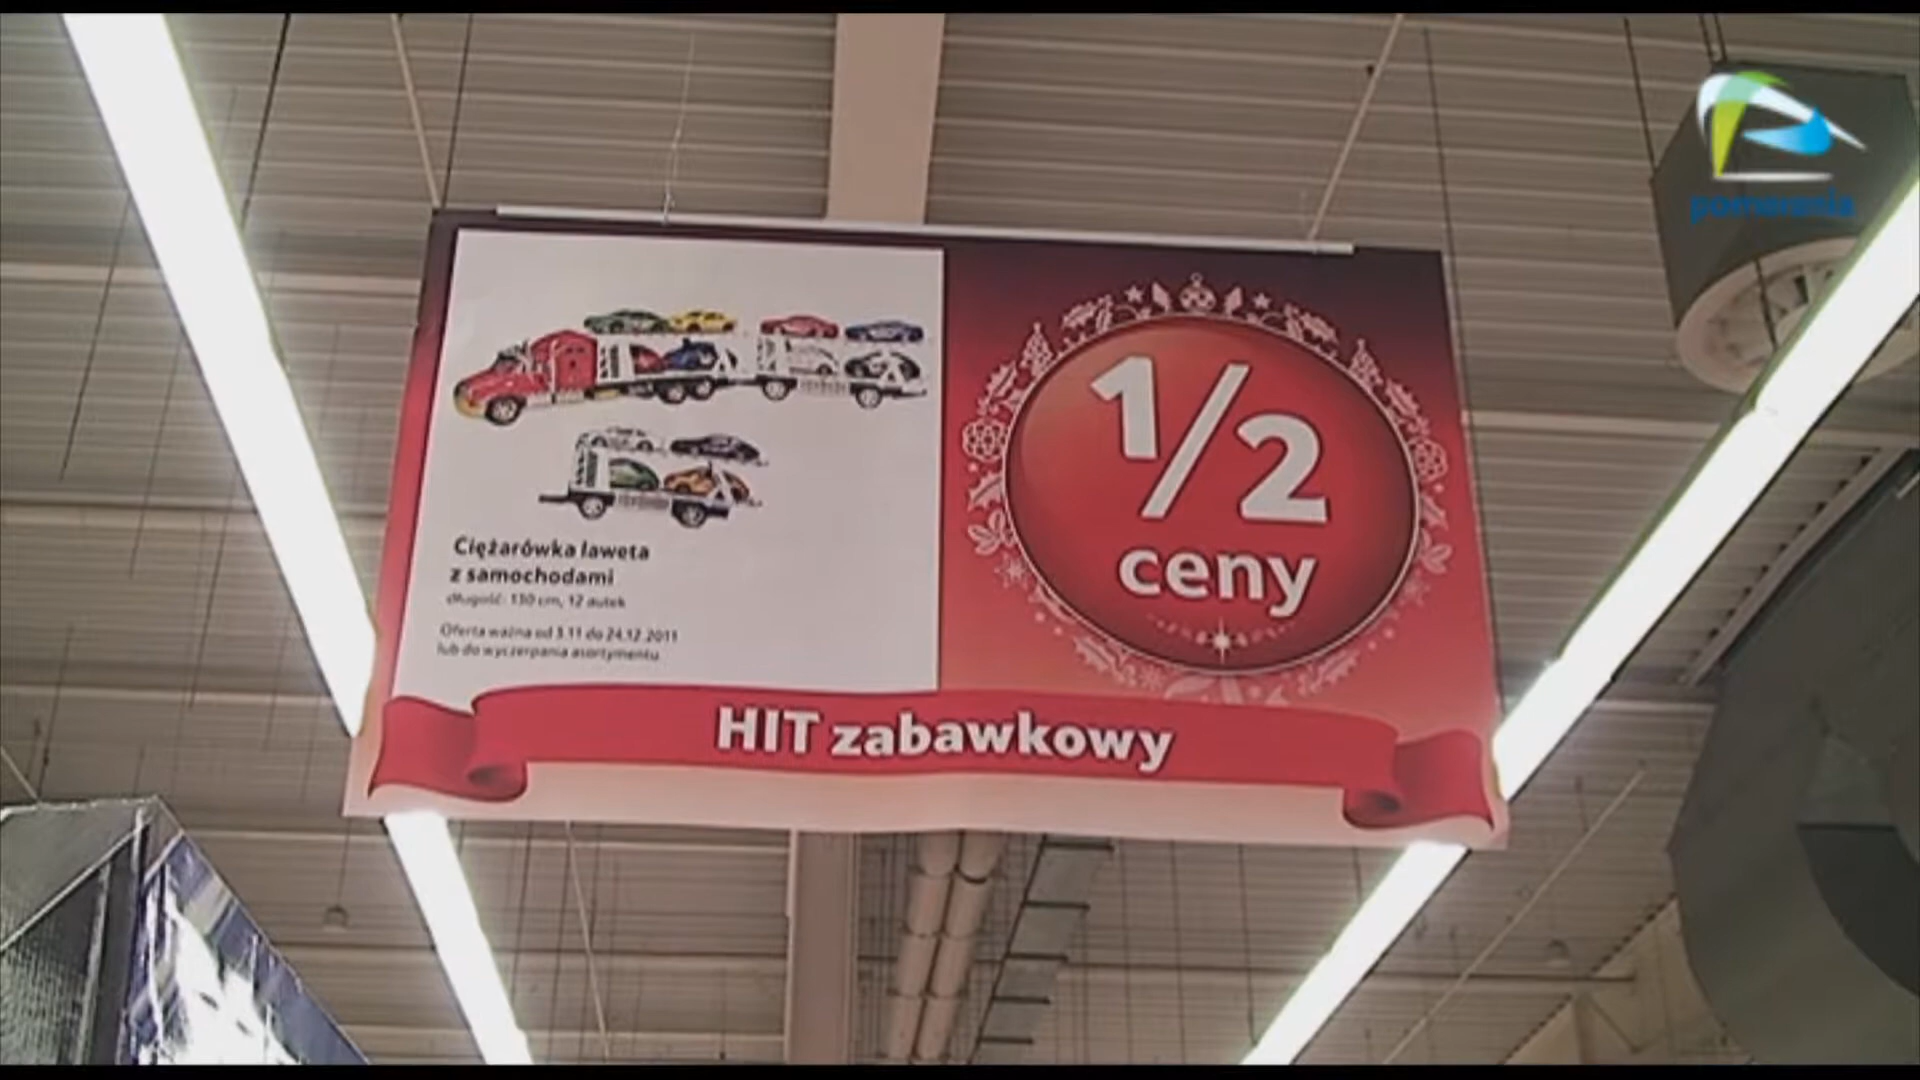 pomerania
1/2
ceny
Ciężarówka laweta
z samochodami
długość: 130 cm, 12 autek
Oferta ważna od 3.11 do 24.12.2011
lub do wyczerpania asortymentu
HIT zabawkowy